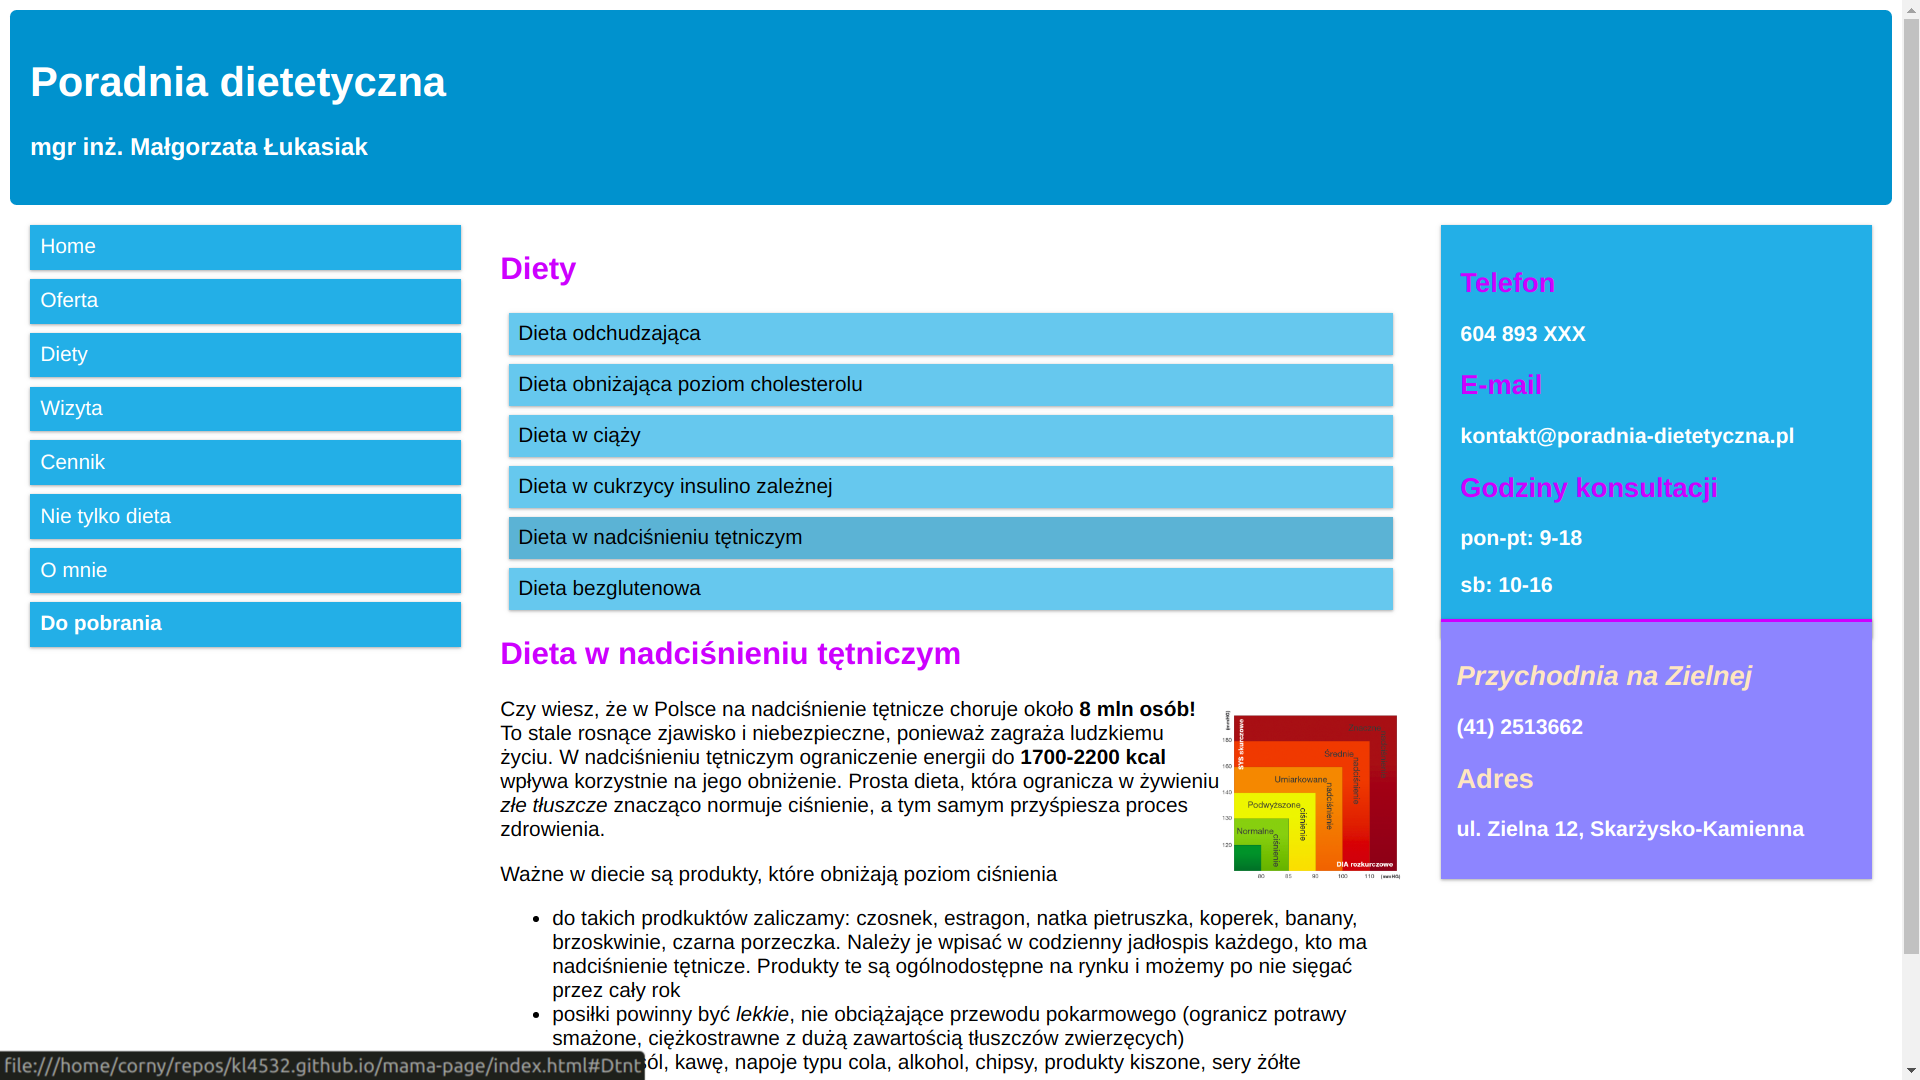 Poradnia dietetyczna
mgr inż. Małgorzata Łukasiak
Home
Oferta
Diety
Wizyta
Cennik
Nie tylko dieta
O mnie
Do pobrania
Diety
Dieta odchudzająca
Dieta obniżająca poziom cholesterolu
Dieta w ciąży
Dieta w cukrzycy insulino zależnej
Dieta w nadciśnieniu tętniczym
Dieta bezglutenowa
Dieta w nadciśnieniu tętniczym
Czy wiesz, że w Polsce na nadciśnienie tętnicze choruje około 8 mln osób!
To stale rosnące zjawisko i niebezpieczne, ponieważ zagraża ludzkiemu
życiu. W nadciśnieniu tętniczym ograniczenie energii do 1700-2200 kcal
wpływa korzystnie na jego obniżenie. Prosta dieta, która ogranicza w żywieniu
złe tłuszcze znacząco normuje ciśnienie, a tym samym przyśpiesza proces
zdrowienia.
(mmHG)
SYS skurczowe
180
160
140
130
120
Średnie
nadciśnienie
Umiarkowane
nadciśnienie
Podwyższone
ciśnienie
Normalne
ciśnienie
DIA rozkurczowe
80
85
90
100
110
(mmHG)
Ważne w diecie są produkty, które obniżają poziom ciśnienia
• do takich prodkuktów zaliczamy: czosnek, estragon, natka pietruszka, koperek, banany,
brzoskwinie, czarna porzeczka. Należy je wpisać w codzienny jadłospis każdego, kto ma
nadciśnienie tętnicze. Produkty te są ogólnodostępne na rynku i możemy po nie sięgać
przez cały rok
• posiłki powinny być lekkie, nie obciążające przewodu pokarmowego (ogranicz potrawy
smażone, ciężkostrawne z dużą zawartością tłuszczów zwierzęcych)
sól, kawę, napoje typu cola, alkohol, chipsy, produkty kiszone, sery żółte
Telefon
604 893 XXX
E-mail
kontakt@poradnia-dietetyczna.pl
Godziny konsultacji
pon-pt: 9-18
sb: 10-16
Przychodnia na Zielnej
(41) 2513662
Adres
ul. Zielna 12, Skarżysko-Kamienna
file:///home/corny/repos/kl4532.github.io/mama-page/index.html#Dtnt